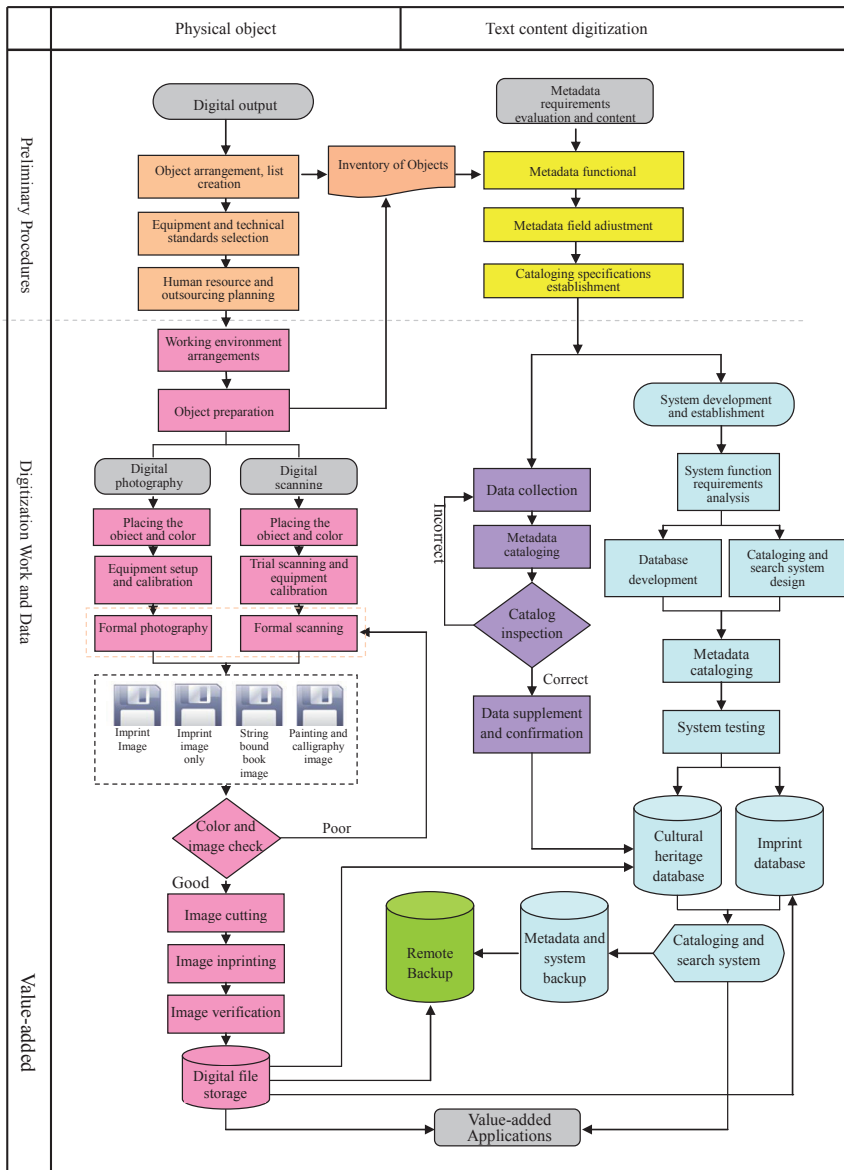 Physical object
Text content digitization
Preliminary Procedures
Digital output
Metadata
requirements
evaluation and content
Object arrangement, list
creation
Inventory of Objects
Metadata functional
Equipment and technical
standards selection
Metadata field adiustment
Human resource and
outsourcing planning
Cataloging specifications
establishment
Digitization Work and Data
Working environment
arrangements
Object preparation
System development
and establishment
Digital
photography
Digital
scanning
Data collection
System function
requirements
analysis
Incorrect
Placing the
object and color
Placing the
object and color
Metadata
cataloging
Equipment setup
and calibration
Trial scanning and
equipment
calibration
Database
development
Cataloging and
search system
design
Formal photography
Formal scanning
Catalog
inspection
Metadata
cataloging
Correct
Imprint
Image
Imprint
image
only
String
bound
book
image
Painting and
calligraphy
image
Data supplement
and confirmation
System testing
Color and
image check
Poor
Good
Cultural
heritage
database
Imprint
database
Value-added
Image cutting
Image inprinting
Image verification
Remote
Backup
Metadata and
system
backup
Cataloging and
search system
Digital file
storage
Value-added
Applications